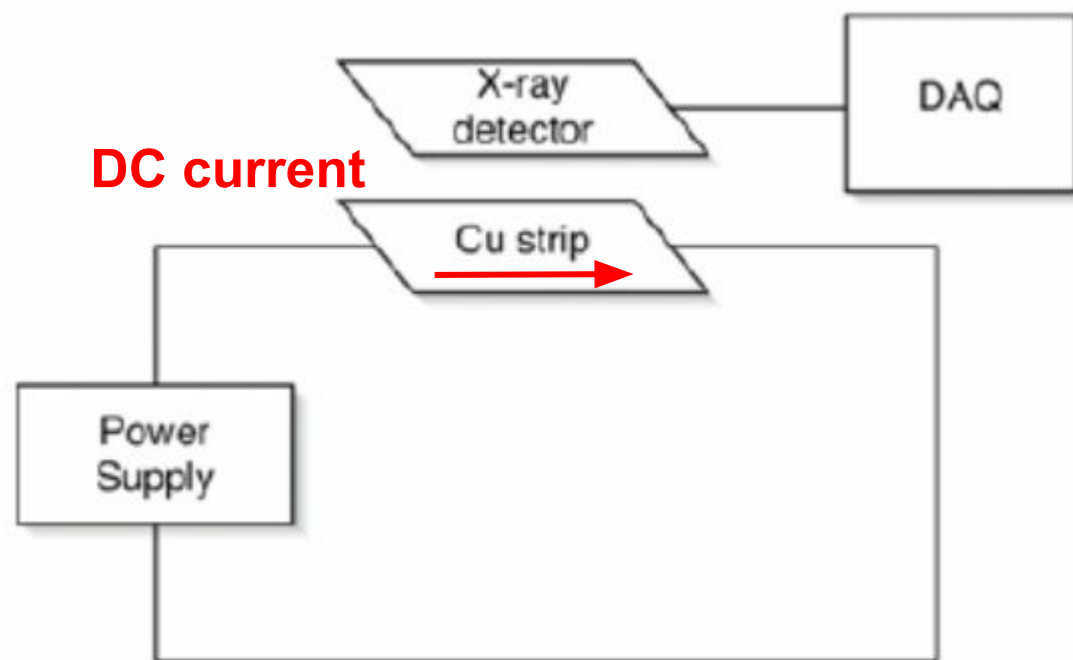 X-ray
detector
DAQ
DC current
Cu strip
Power
Supply